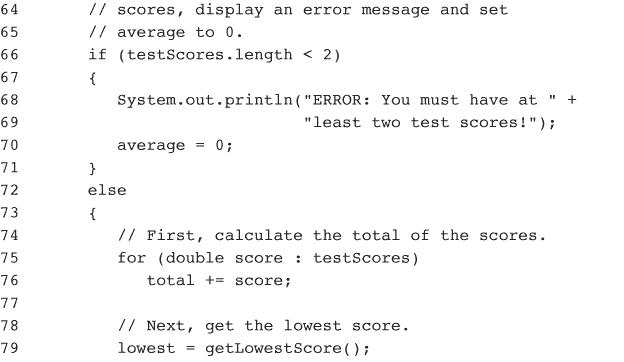 64       // scores, display an error message and set
65       // average to 0.
66       if (testScores.length < 2)
67       {
68          System.out.println("ERROR: You must have at " +
69                             "least two test scores!");
70          average = 0;
71       }
72       else
73       {
74          // First, calculate the total of the scores.
75          for (double score : testScores)
76             total += score;
77
78          // Next, get the lowest score.
79          lowest = getLowestScore();